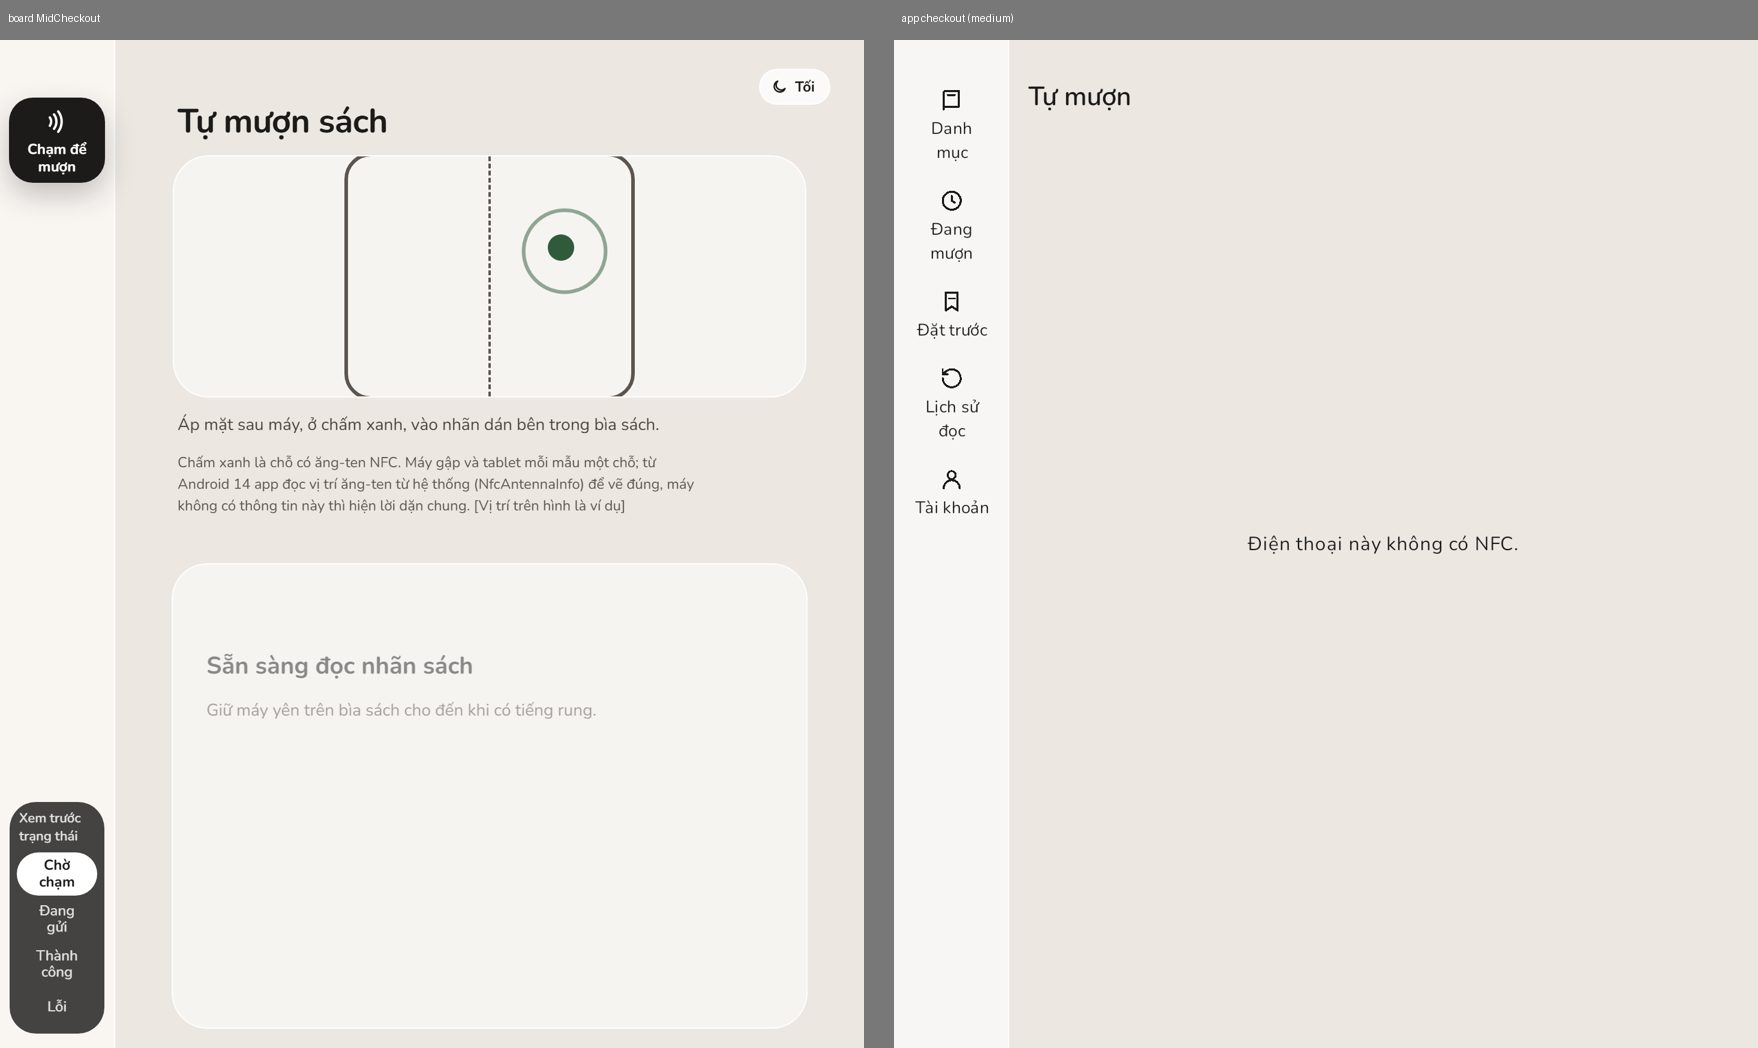 board MidCheckout
Chạm để
mượn
Xem trước
trạng thái
Chờ
chạm
Đang
gửi
Thành
công
Lỗi
Tối
Tự mượn sách
Áp mặt sau máy, ở chấm xanh, vào nhãn dán bên trong bìa sách.
Chấm xanh là chỗ có ăng-ten NFC. Máy gập và tablet mỗi mẫu một chỗ; từ
Android 14 app đọc vị trí ăng-ten từ hệ thống (NfcAntennaInfo) để vẽ đúng, máy
không có thông tin này thì hiện lời dặn chung. [Vị trí trên hình là ví dụ]
Sẵn sàng đọc nhãn sách
Giữ máy yên trên bìa sách cho đến khi có tiếng rung.
app checkout (medium)
Danh
mục
Đang
mượn
Đặt trước
Lịch sử
đọc
Tài khoản
Tự mượn
Điện thoại này không có NFC.